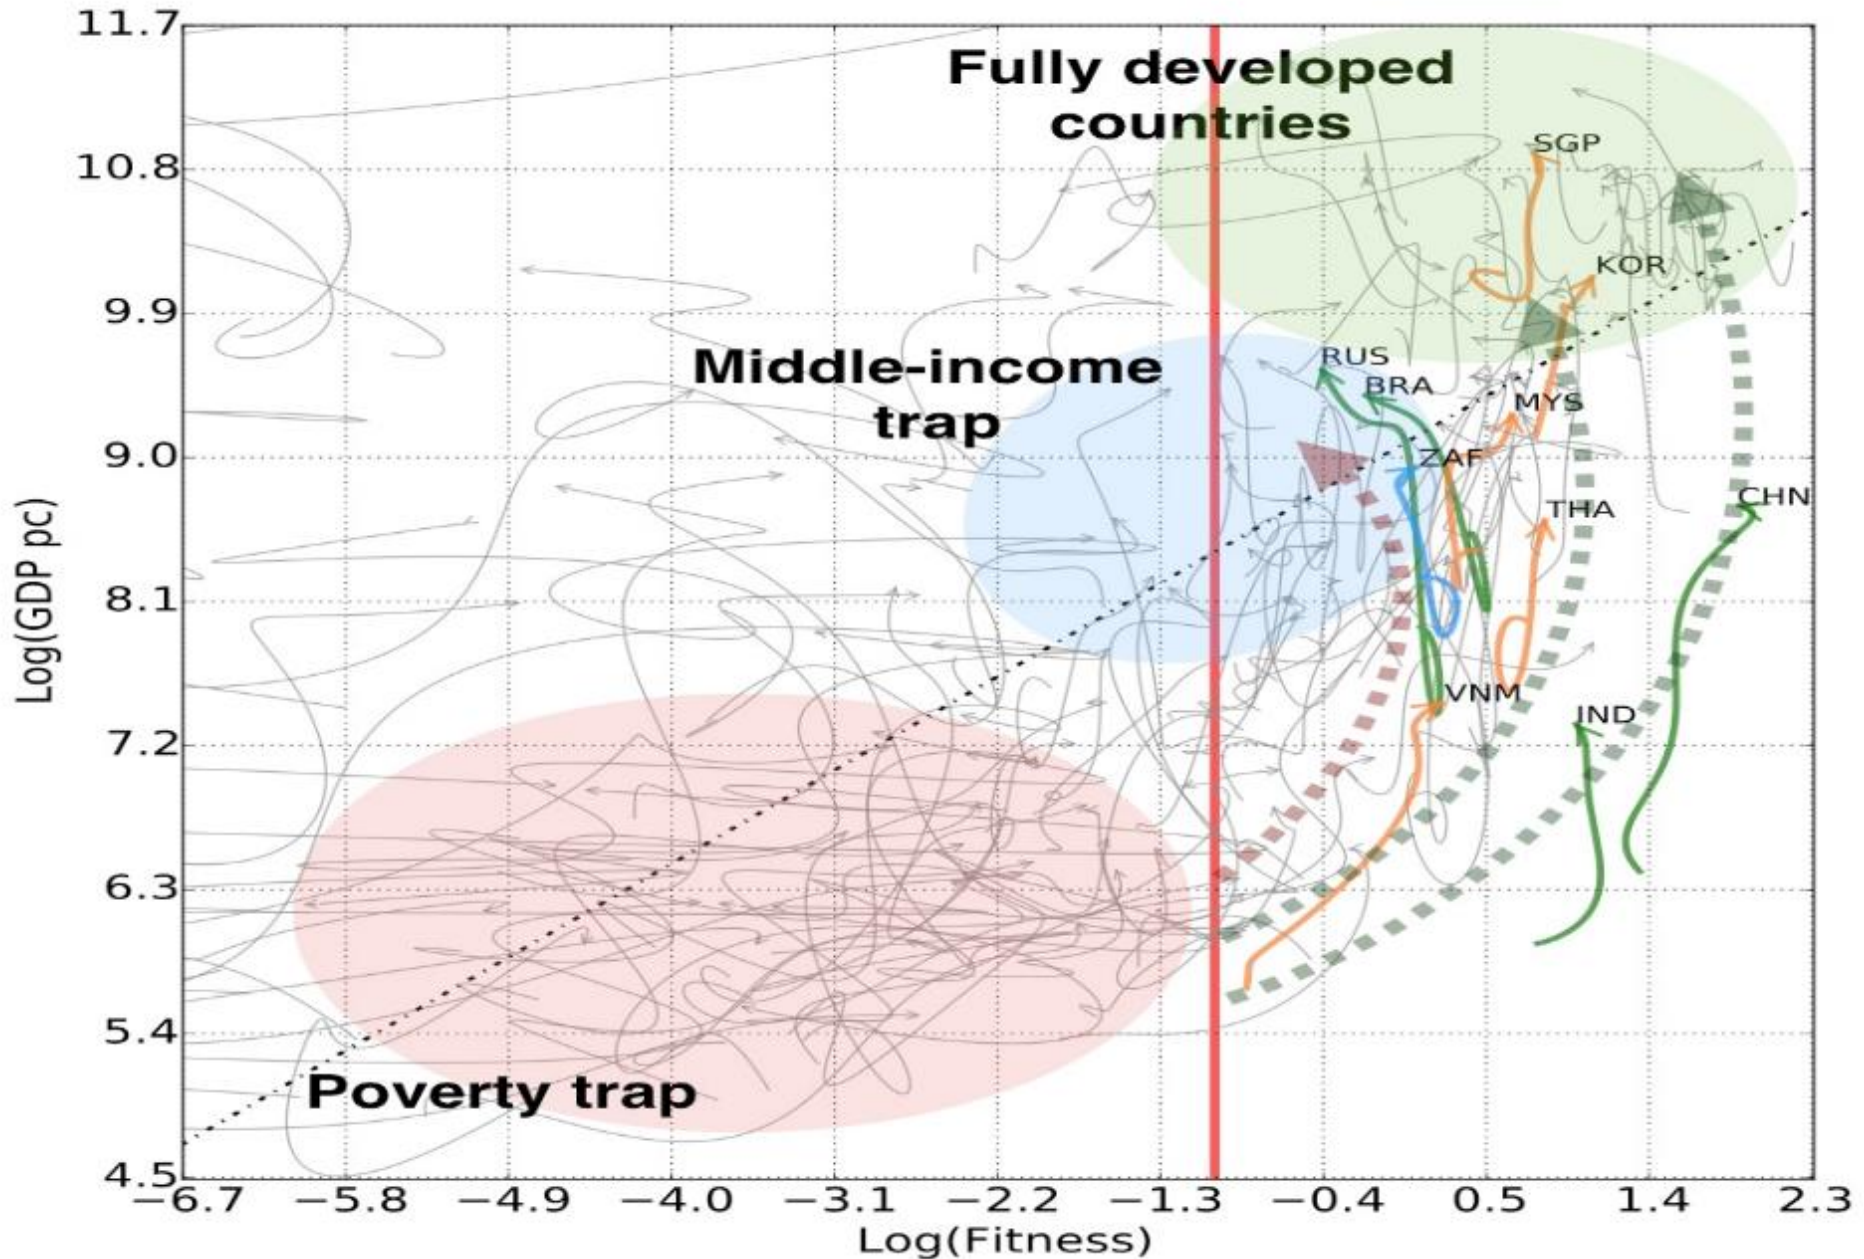 11.7
Fully developed
countries
10.8
SGP
KOR
9.9
Middle-income
trap
RUS
BRA
MYS
9.0
ZAF
CHN
THA
Log(GDP pc)
8.1
VNM
IND
7.2
6.3
5.4
Poverty trap
4.5
−6.7 −5.8 −4.9 −4.0 −3.1 −2.2 −1.3 −0.4 0.5 1.4 2.3
Log(Fitness)